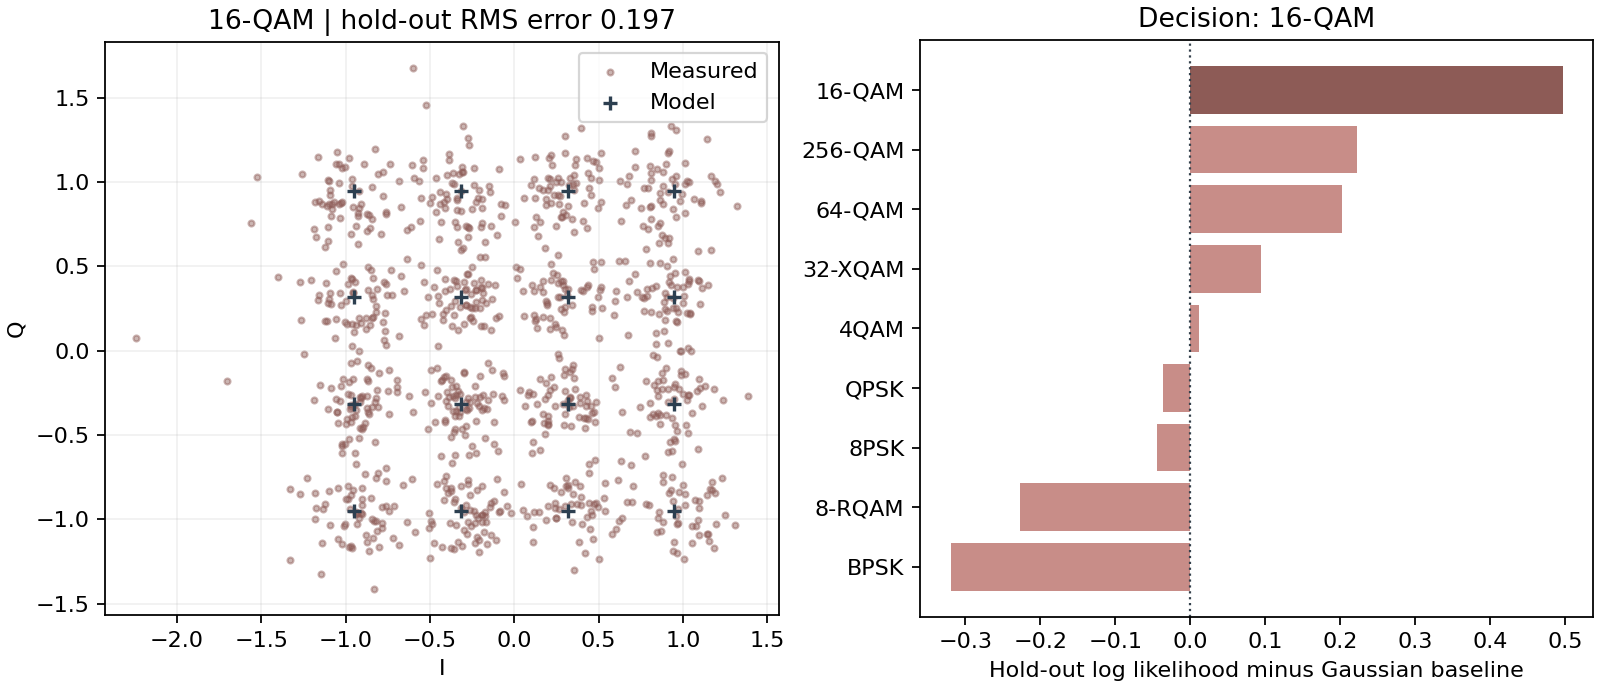 16-QAM | hold-out RMS error 0.197
Measured
Model
1.5
1.0
0.5
0.0
−0.5
−1.0
−1.5
Q
−2.0
−1.5
−1.0
−0.5
0.0
0.5
1.0
1.5
I
Decision: 16-QAM
16-QAM
256-QAM
64-QAM
32-XQAM
4QAM
QPSK
8PSK
8-RQAM
BPSK
−0.3
−0.2
−0.1
0.0
0.1
0.2
0.3
0.4
0.5
Hold-out log likelihood minus Gaussian baseline